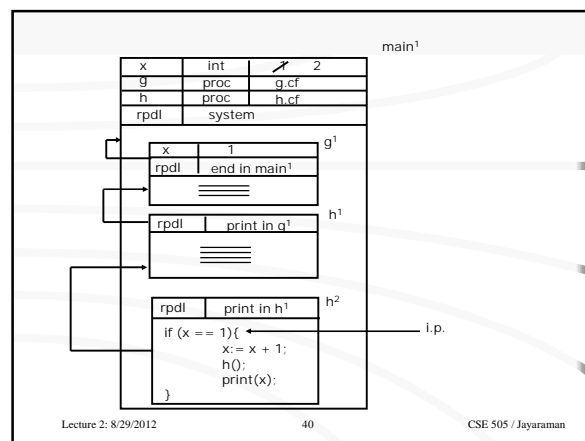 main1
x int 1 2
g proc g.cf
h proc h.cf
rpdl system
g1
x 1
rpdl end in main1
h1
rpdl print in g1
h2
rpdl print in h1
if (x == 1){
i.p.
x:= x + 1;
h();
print(x);
}
Lecture 2: 8/29/2012 40 CSE 505 / Jayaraman